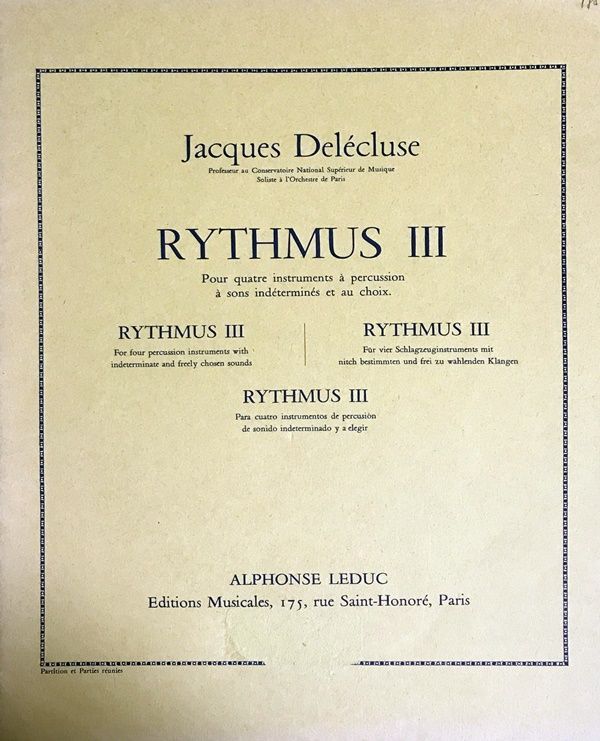 Jacques Delécluse
Professeur au Conservatoire National Supérieur de Musique
Soliste à l'Orchestre de Paris
RYTHMUS III
Pour quatre instruments à percussion
à sons indéterminés et au choix.
RYTHMUS III
For four percussion instruments with
indeterminate and freely chosen sounds
RYTHMUS III
Für vier Schlagzeuginstruments mit
nitch bestimmten und frei zu wahlenden Klangen
RYTHMUS III
Para cuatro instrumentos de percusiòn
de sonido indeterminado y a elegir
ALPHONSE LEDUC
Editions Musicales, 175, rue Saint-Honoré, Paris
Partition et Parties réunies